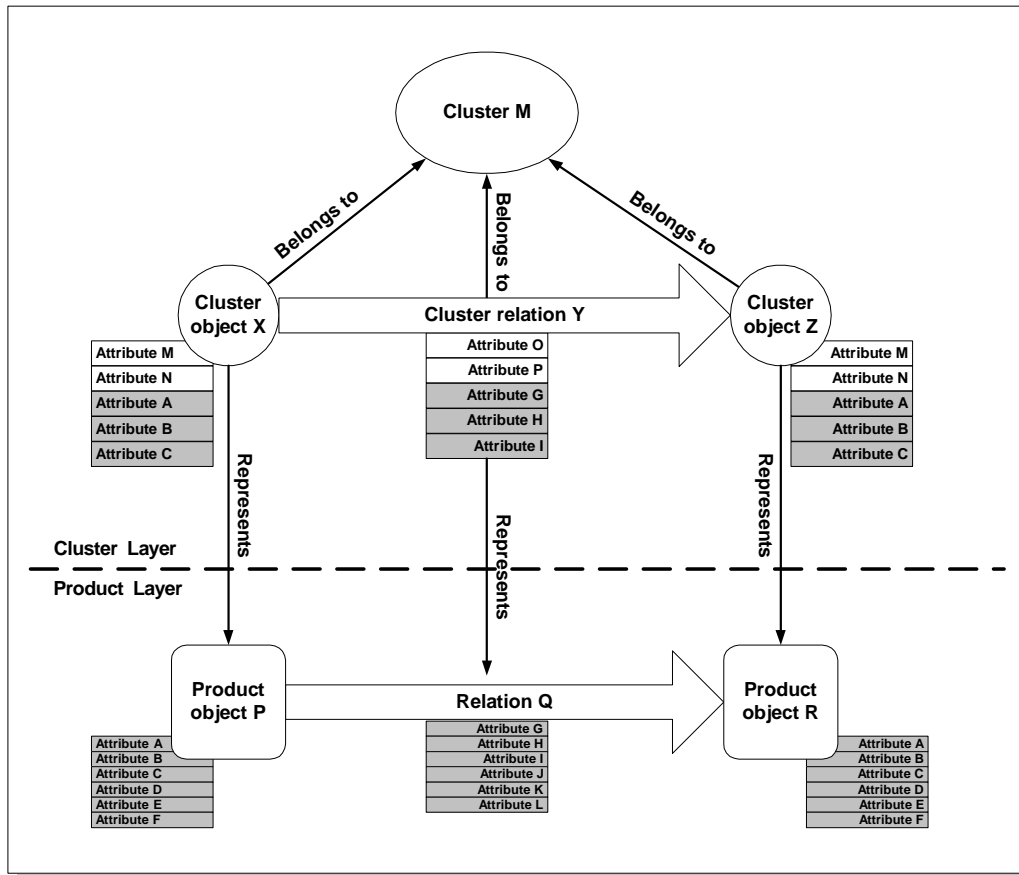 Cluster M
Belongs to
Belongs to
Belongs to
Cluster
object X
Cluster relation Y
Cluster
object Z
Attribute M
Attribute N
Attribute A
Attribute B
Attribute C
Attribute O
Attribute P
Attribute G
Attribute H
Attribute I
Attribute M
Attribute N
Attribute A
Attribute B
Attribute C
Represents
Represents
Represents
Cluster Layer
Product Layer
Product
object P
Relation Q
Product
object R
Attribute A
Attribute B
Attribute C
Attribute D
Attribute E
Attribute F
Attribute G
Attribute H
Attribute I
Attribute J
Attribute K
Attribute L
Attribute A
Attribute B
Attribute C
Attribute D
Attribute E
Attribute F